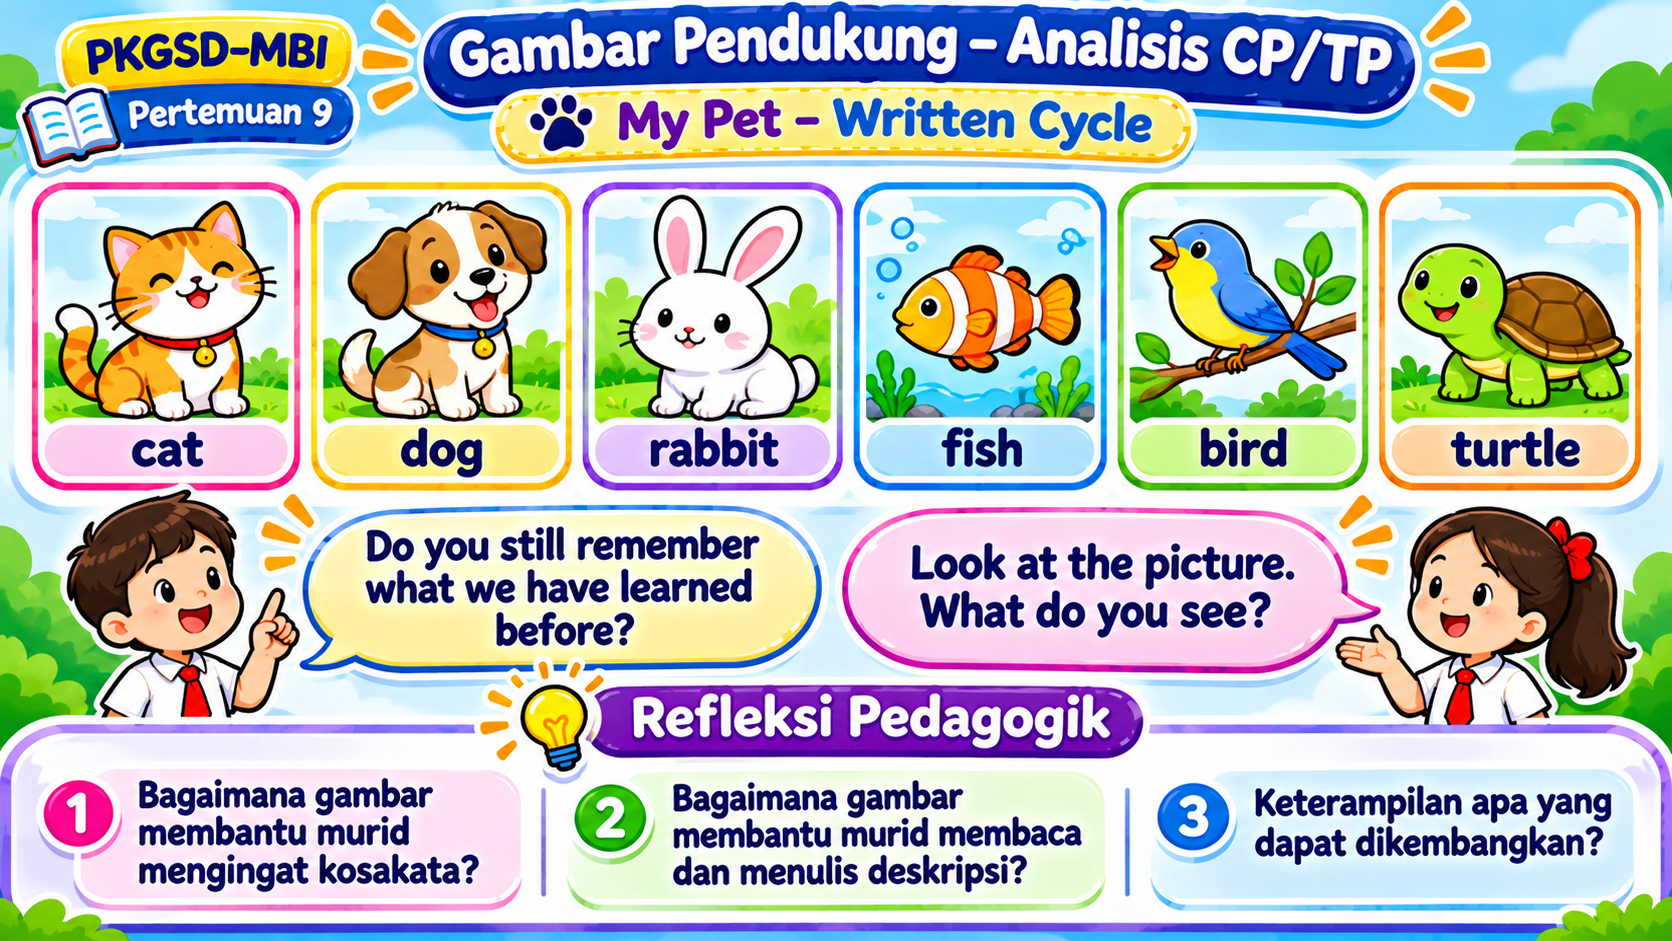 PKGSD-MBI
Pertemuan 9
Gambar Pendukung – Analisis CP/TP
My Pet – Written Cycle
cat
dog
rabbit
fish
bird
turtle
Do you still remember
what we have learned
before?
Look at the picture.
What do you see?
Refleksi Pedagogik
1
Bagaimana gambar
membantu murid
mengingat kosakata?
2
Bagaimana gambar
membantu murid membaca
dan menulis deskripsi?
3
Keterampilan apa yang
dapat dikembangkan?